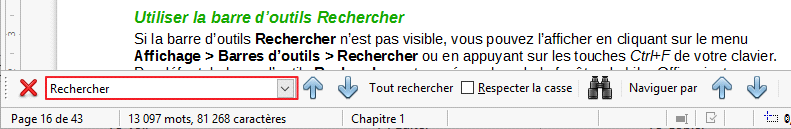 Utiliser la barre d'outils Rechercher
Si la barre d'outils Rechercher n'est pas visible, vous pouvez l'afficher en cliquant sur le menu
Affichage > Barres d'outils > Rechercher ou en appuyant sur les touches Ctrl+F de votre clavier.
Rechercher Tout rechercher Respecter la casse Naviguer par
Page 16 de 43 13 097 mots, 81 268 caractères Chapitre 1